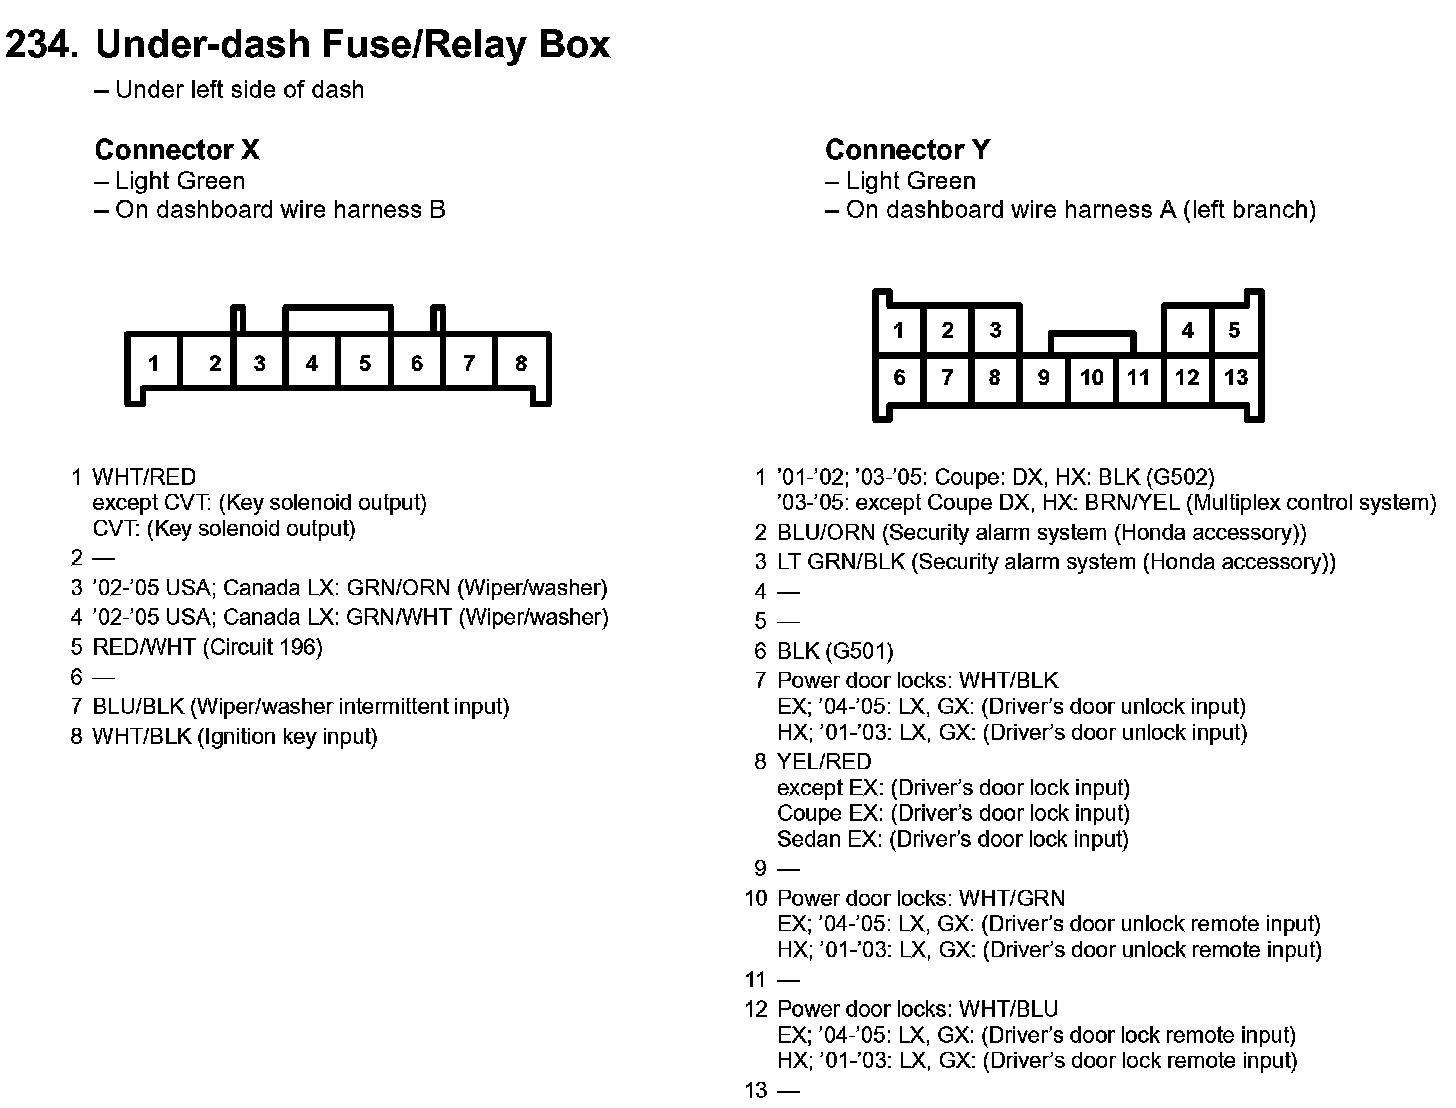 234. Under-dash Fuse/Relay Box
– Under left side of dash
Connector X
– Light Green
– On dashboard wire harness B
1 2 3 4 5 6 7 8
1 WHT/RED
except CVT: (Key solenoid output)
CVT: (Key solenoid output)
2 —
3 ’02-’05 USA; Canada LX: GRN/ORN (Wiper/washer)
4 ’02-’05 USA; Canada LX: GRN/WHT (Wiper/washer)
5 RED/WHT (Circuit 196)
6 —
7 BLU/BLK (Wiper/washer intermittent input)
8 WHT/BLK (Ignition key input)
Connector Y
– Light Green
– On dashboard wire harness A (left branch)
1 2 3 4 5
6 7 8 9 10 11 12 13
1 ’01-’02; ’03-’05: Coupe: DX, HX: BLK (G502)
’03-’05: except Coupe DX, HX: BRN/YEL (Multiplex control system)
2 BLU/ORN (Security alarm system (Honda accessory))
3 LT GRN/BLK (Security alarm system (Honda accessory))
4 —
5 —
6 BLK (G501)
7 Power door locks: WHT/BLK
EX; ’04-’05: LX, GX: (Driver’s door unlock input)
HX; ’01-’03: LX, GX: (Driver’s door unlock input)
8 YEL/RED
except EX: (Driver’s door lock input)
Coupe EX: (Driver’s door lock input)
Sedan EX: (Driver’s door lock input)
9 —
10 Power door locks: WHT/GRN
EX; ’04-’05: LX, GX: (Driver’s door unlock remote input)
HX; ’01-’03: LX, GX: (Driver’s door unlock remote input)
11 —
12 Power door locks: WHT/BLU
EX; ’04-’05: LX, GX: (Driver’s door lock remote input)
HX; ’01-’03: LX, GX: (Driver’s door lock remote input)
13 —